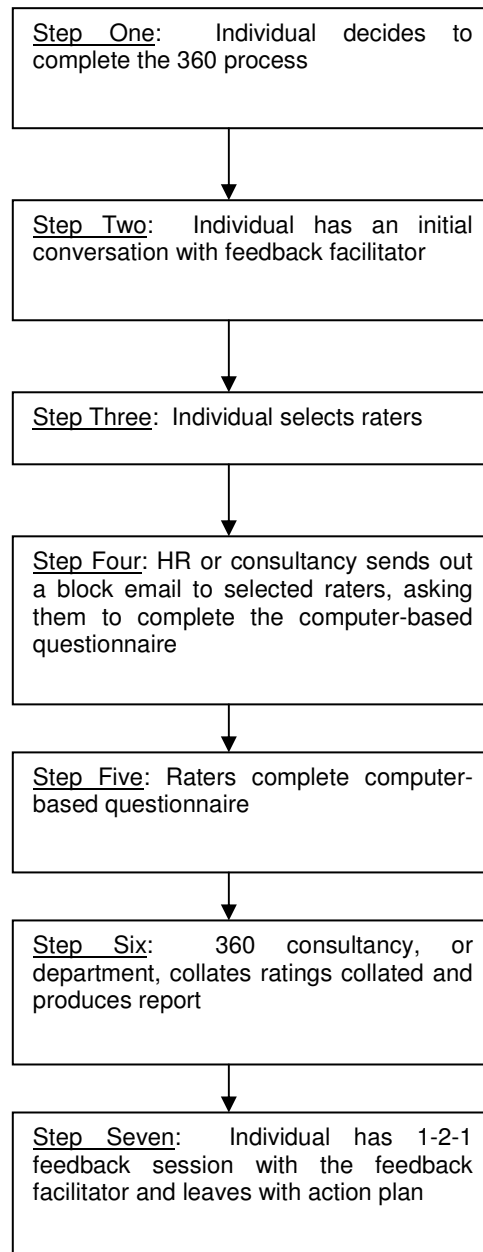 Step One: Individual decides to
complete the 360 process
Step Two: Individual has an initial
conversation with feedback facilitator
Step Three: Individual selects raters
Step Four: HR or consultancy sends out
a block email to selected raters, asking
them to complete the computer-based
questionnaire
Step Five: Raters complete computer-
based questionnaire
Step Six: 360 consultancy, or
department, collates ratings collated and
produces report
Step Seven: Individual has 1-2-1
feedback session with the feedback
facilitator and leaves with action plan